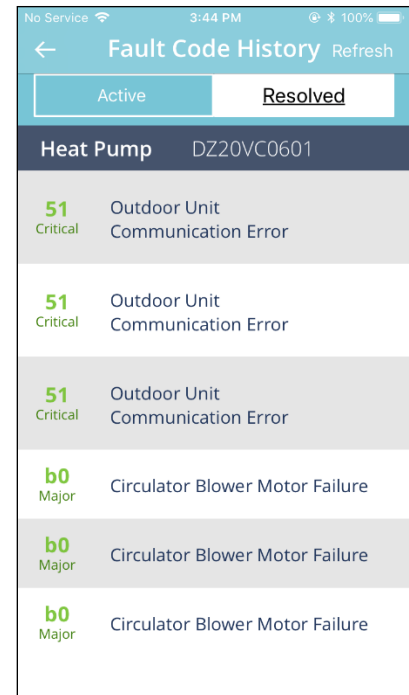 No Service 3:44 PM 100%
← Fault Code History Refresh
Active Resolved
Heat Pump DZ20VC0601
51 Outdoor Unit
Critical Communication Error
51 Outdoor Unit
Critical Communication Error
51 Outdoor Unit
Critical Communication Error
b0
Major Circulator Blower Motor Failure
b0
Major Circulator Blower Motor Failure
b0
Major Circulator Blower Motor Failure